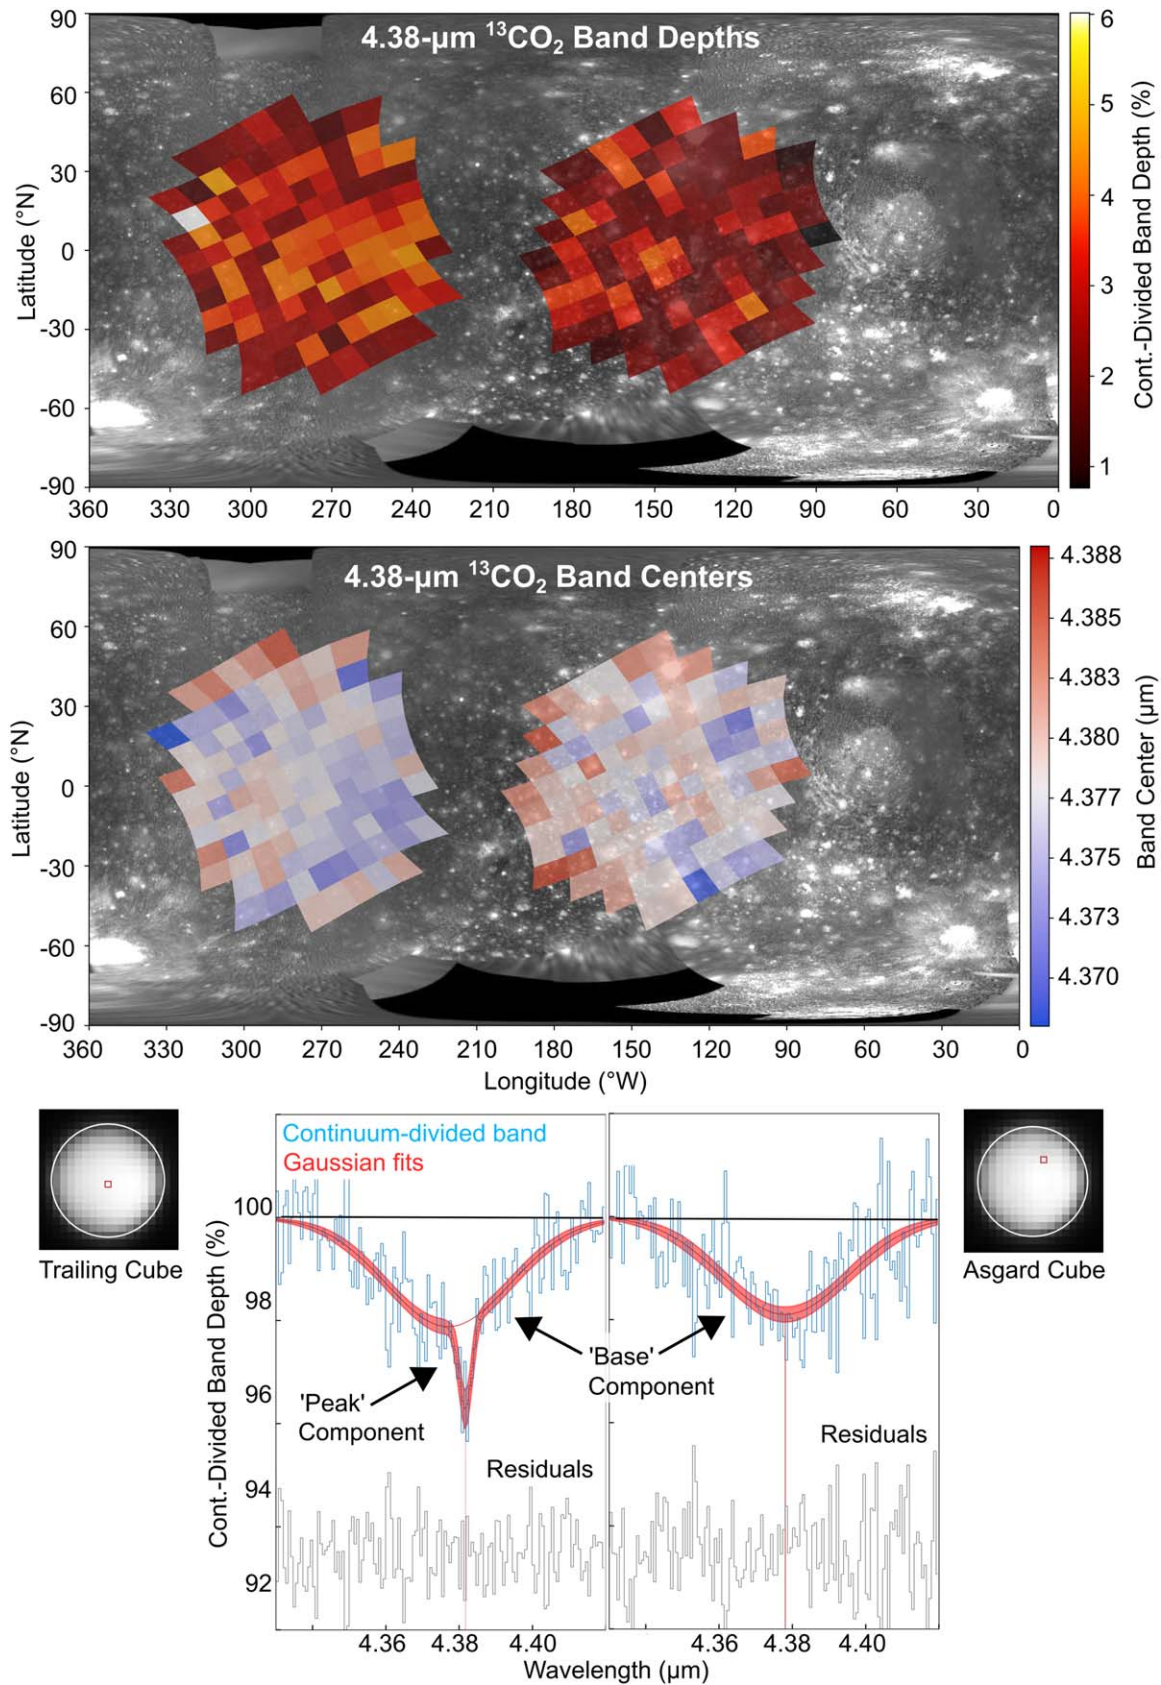 4.38-µm ¹³CO₂ Band Depths
90
60
30
0
-30
-60
-90
Latitude (°N)
360 330 300 270 240 210 180 150 120 90 60 30 0
6
5
4
3
2
1
Cont.-Divided Band Depth (%)
4.38-µm ¹³CO₂ Band Centers
90
60
30
0
-30
-60
-90
Latitude (°N)
360 330 300 270 240 210 180 150 120 90 60 30 0
Longitude (°W)
4.388
4.385
4.383
4.380
4.377
4.375
4.373
4.370
Band Center (µm)
Trailing Cube
Continuum-divided band
Gaussian fits
100
98
96
94
92
Cont.-Divided Band Depth (%)
'Peak'
Component
'Base'
Component
Residuals
Residuals
4.36 4.38 4.40 4.36 4.38 4.40
Wavelength (µm)
Asgard Cube